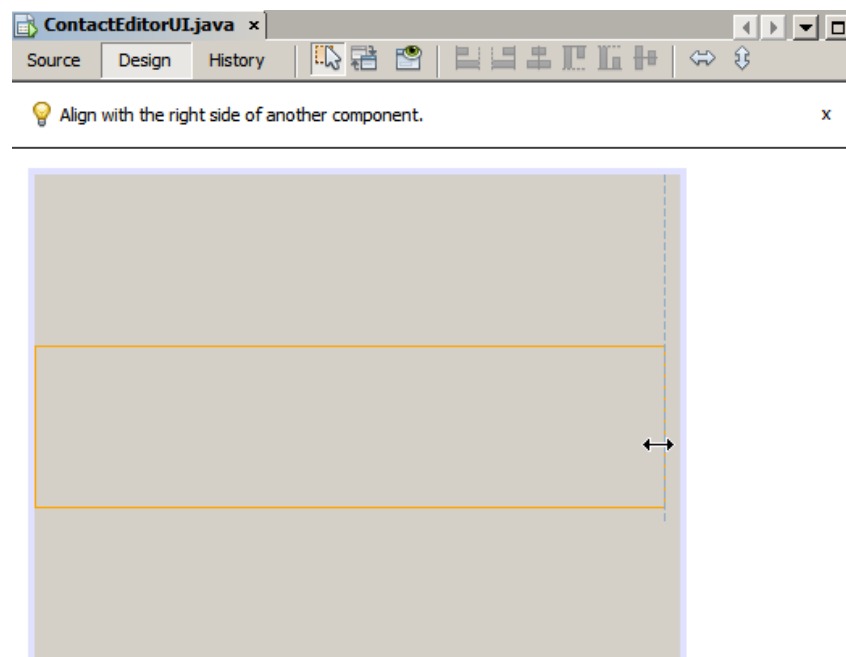 ContactEditorUI.java x
Source Design History
Align with the right side of another component. x